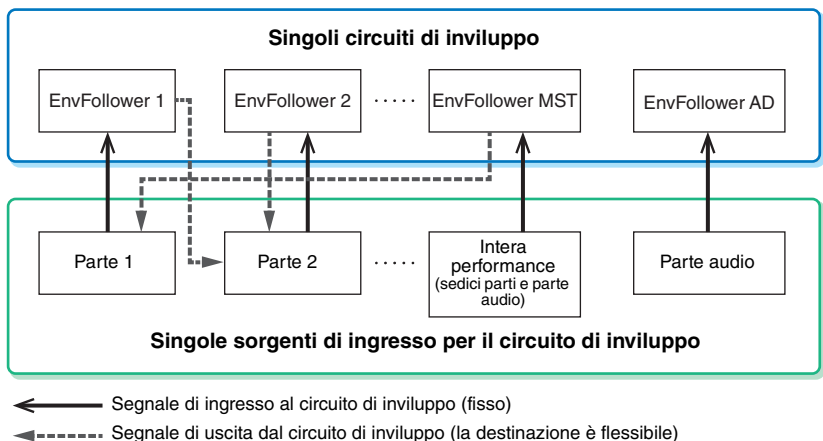 Singoli circuiti di inviluppo
EnvFollower 1
EnvFollower 2
·····
EnvFollower MST
EnvFollower AD
Parte 1
Parte 2
·····
Intera
performance
(sedici parti e parte
audio)
Parte audio
Singole sorgenti di ingresso per il circuito di inviluppo
Segnale di ingresso al circuito di inviluppo (fisso)
Segnale di uscita dal circuito di inviluppo (la destinazione è flessibile)